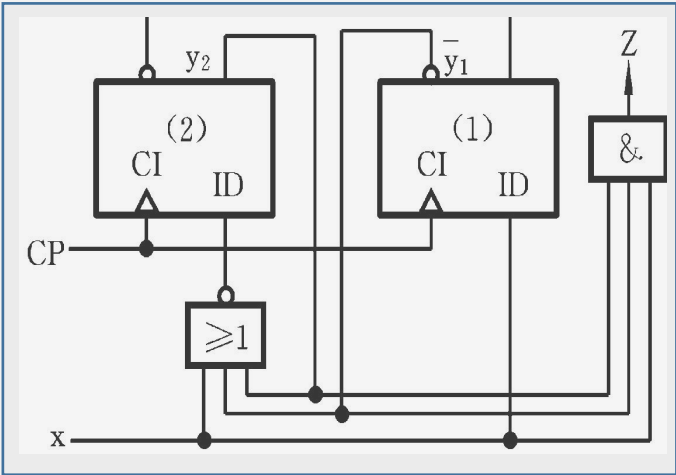 y₂
ȳ₁
Z
(2)
(1)
&
CI
ID
CI
ID
CP
≥1
x